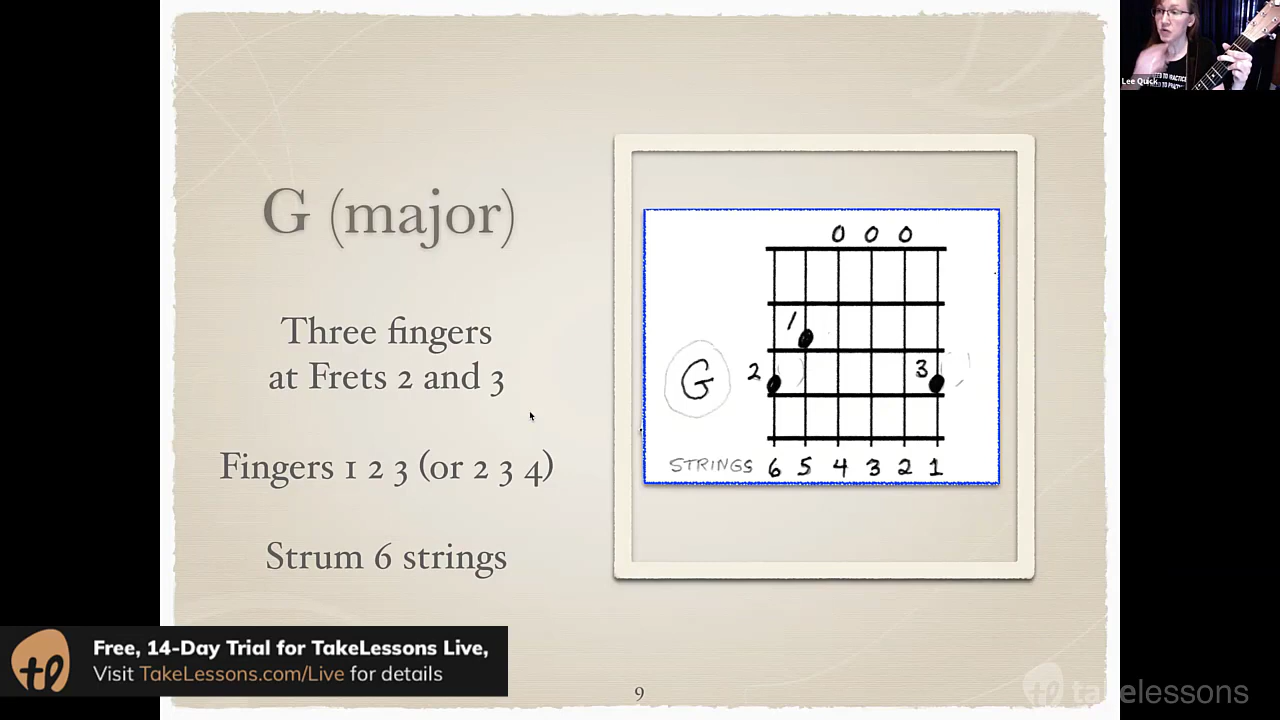 Lee Quick
G (major)
Three fingers
at Frets 2 and 3
Fingers 1 2 3 (or 2 3 4)
Strum 6 strings
0 0 0
1
2
3
G
STRINGS 6 5 4 3 2 1
Free, 14-Day Trial for TakeLessons Live,
Visit TakeLessons.com/Live for details
tl
9
tl takelessons